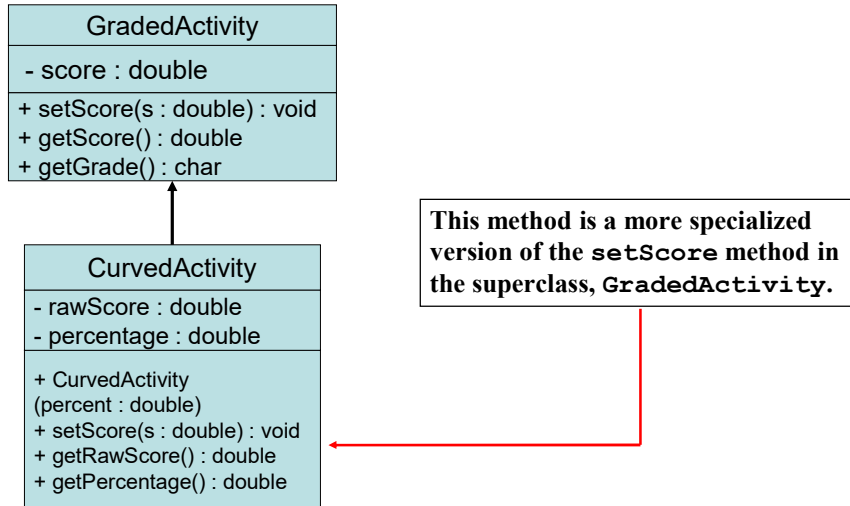 GradedActivity
- score : double
+ setScore(s : double) : void
+ getScore() : double
+ getGrade() : char
This method is a more specialized
version of the setScore method in
the superclass, GradedActivity.
CurvedActivity
- rawScore : double
- percentage : double
+ CurvedActivity
(percent : double)
+ setScore(s : double) : void
+ getRawScore() : double
+ getPercentage() : double